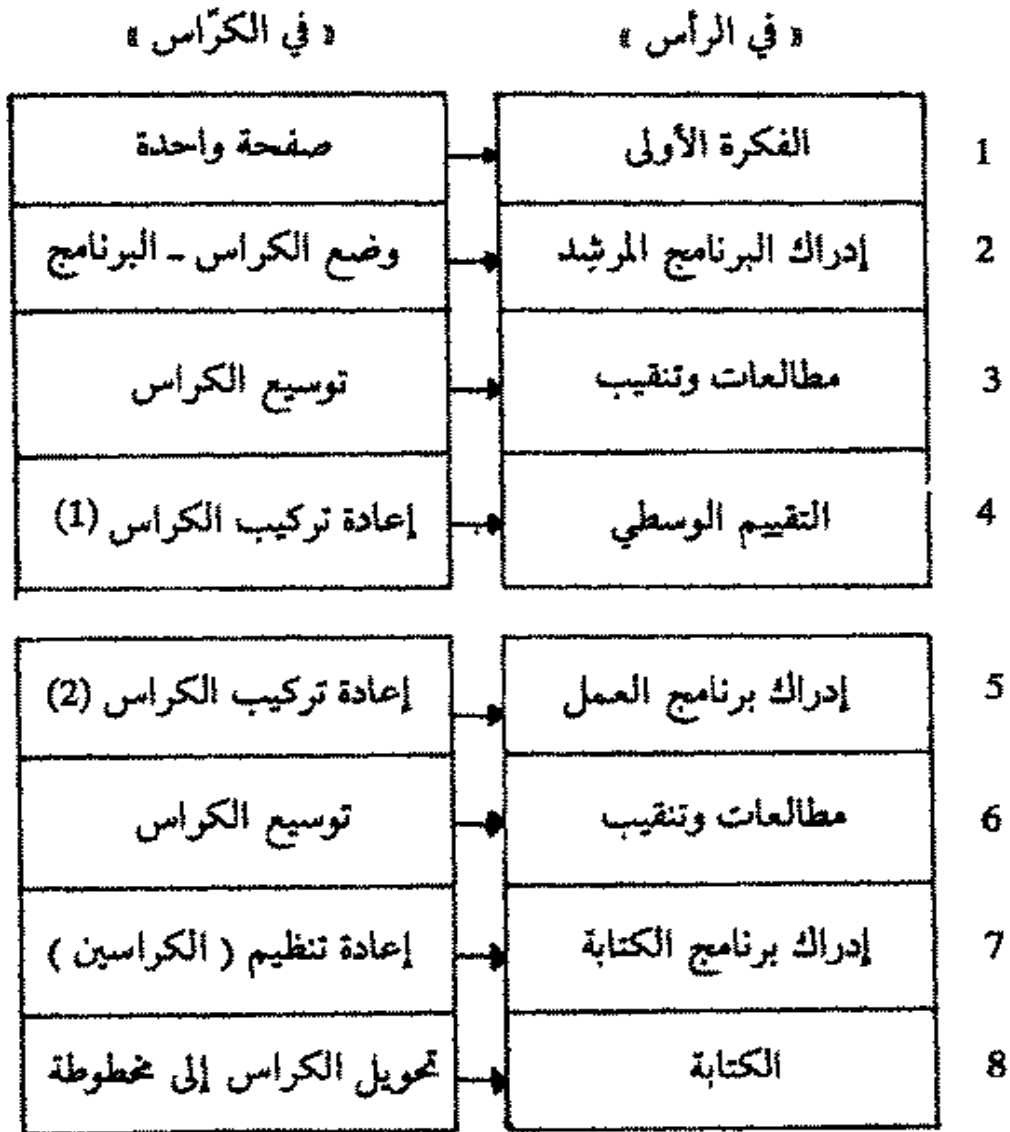 « في الرأس » « في الكرّاس »
1 الفكرة الأولى صفحة واحدة
2 إدراك البرنامج المرشِد وضع الكراس ـ البرنامج
3 مطالعات وتنقيب توسيع الكراس
4 التقييم الوسطي إعادة تركيب الكراس (1)
5 إدراك برنامج العمل إعادة تركيب الكراس (2)
6 مطالعات وتنقيب توسيع الكراس
7 إدراك برنامج الكتابة إعادة تنظيم ( الكراسين )
8 الكتابة تحويل الكراس إلى مخطوطة